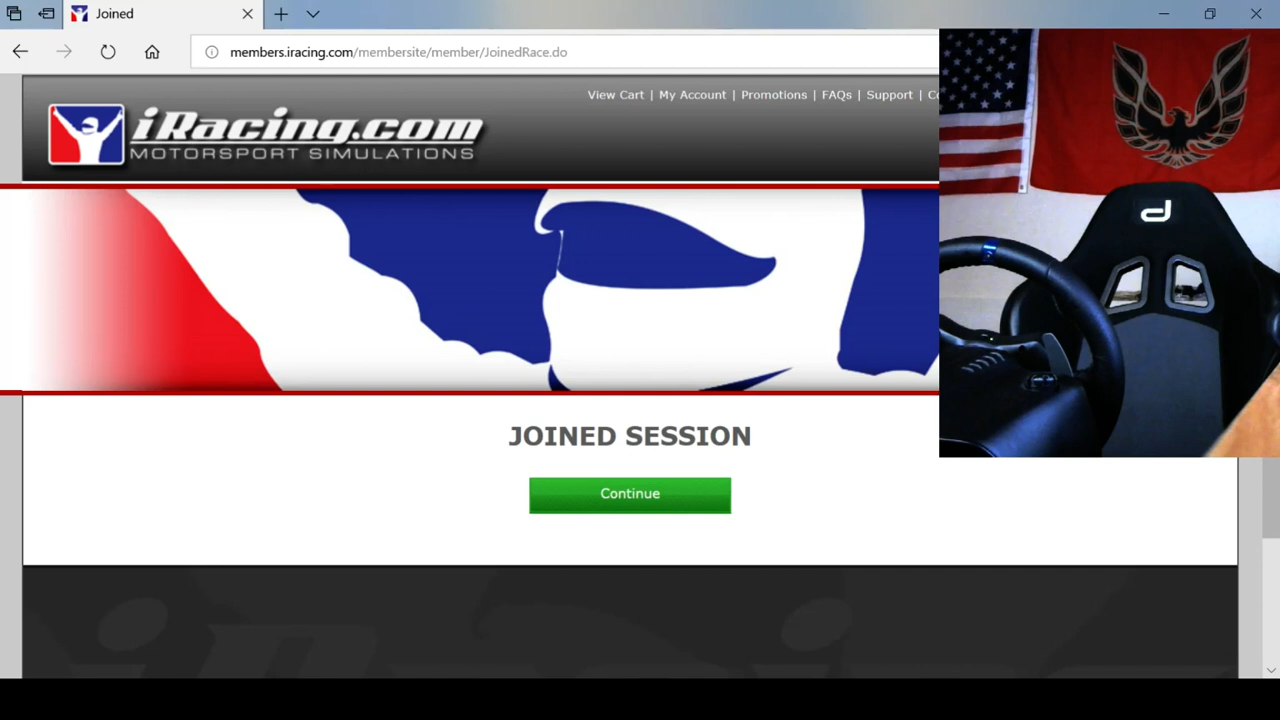 Joined
members.iracing.com/membersite/member/JoinedRace.do
View Cart | My Account | Promotions | FAQs | Support |
iRacing.com
MOTORSPORT SIMULATIONS
JOINED SESSION
Continue